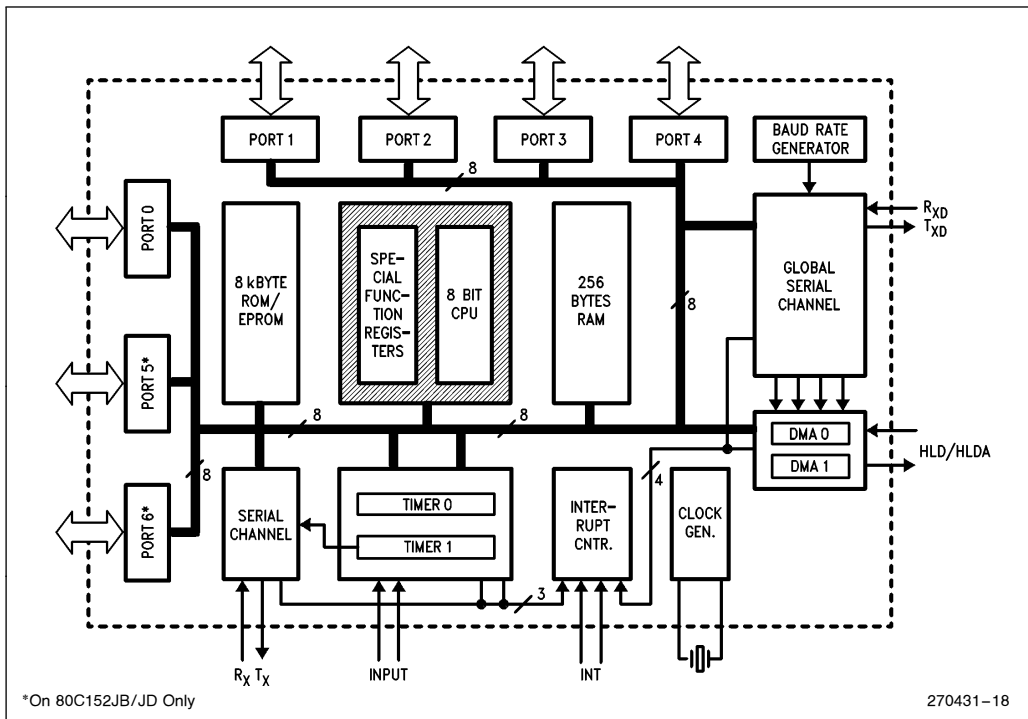 PORT 1
PORT 2
PORT 3
PORT 4
BAUD RATE
GENERATOR
8
PORT 0
8 kBYTE
ROM/
EPROM
SPE-
CIAL
FUNC-
TION
REGIS-
TERS
8 BIT
CPU
256
BYTES
RAM
8
GLOBAL
SERIAL
CHANNEL
RXD
TXD
PORT 5*
8
8
DMA 0
DMA 1
HLD/HLDA
8
PORT 6*
SERIAL
CHANNEL
TIMER 0
TIMER 1
INTER-
RUPT
CNTR.
4
CLOCK
GEN.
3
RX TX
INPUT
INT
*On 80C152JB/JD Only
270431–18